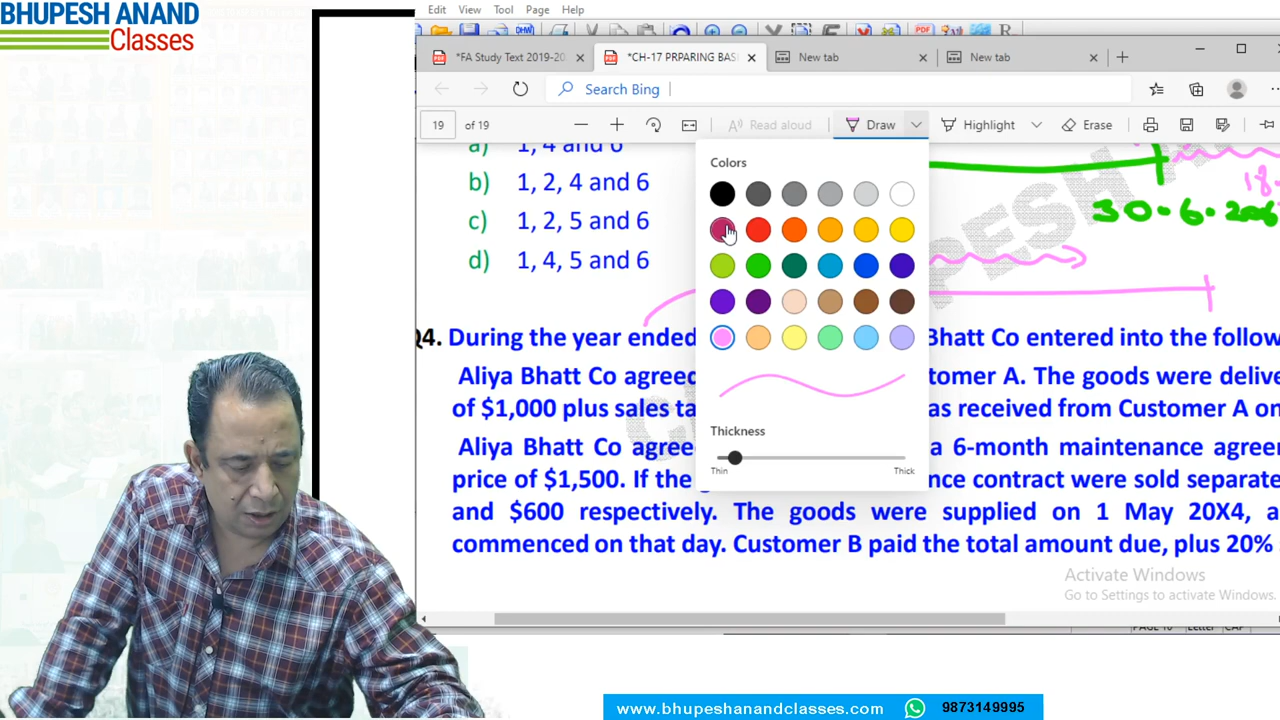 BHUPESH ANAND
Classes
Edit View Tool Page Help
*FA Study Text 2019-20
*CH-17 PRPARING BASI
New tab
New tab
Search Bing
19 of 19
Read aloud
Draw
Highlight
Erase
Colors
a) 1, 4 and 6
b) 1, 2, 4 and 6
c) 1, 2, 5 and 6
d) 1, 4, 5 and 6
18.
30.6.206
Thickness
Thin Thick
Q4. During the year ended Bhatt Co entered into the follow
Aliya Bhatt Co agreed tomer A. The goods were delive
of $1,000 plus sales ta as received from Customer A on
Aliya Bhatt Co agree a 6-month maintenance agreer
price of $1,500. If the nce contract were sold separate
and $600 respectively. The goods were supplied on 1 May 20X4, a
commenced on that day. Customer B paid the total amount due, plus 20%
Activate Windows
Go to Settings to activate Windows.
www.bhupeshanandclasses.com 9873149995